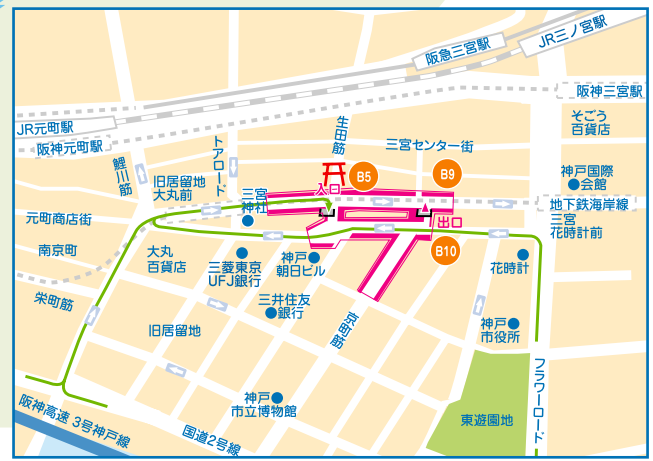 阪急三宮駅
JR三ノ宮駅
阪神三宮駅
JR元町駅
阪神元町駅
そごう
百貨店
生田筋
三宮センター街
トアロード
鯉川筋
神戸国際
会館
旧居留地
大丸前
三宮
神社
入口
B5
B9
地下鉄海岸線
三宮
花時計前
元町商店街
出口
B10
南京町
大丸
百貨店
三菱東京
UFJ銀行
神戸
朝日ビル
花時計
栄町筋
三井住友
銀行
京町筋
神戸
市役所
旧居留地
フラワーロード
神戸
市立博物館
東遊園地
阪神高速 3号神戸線
国道2号線